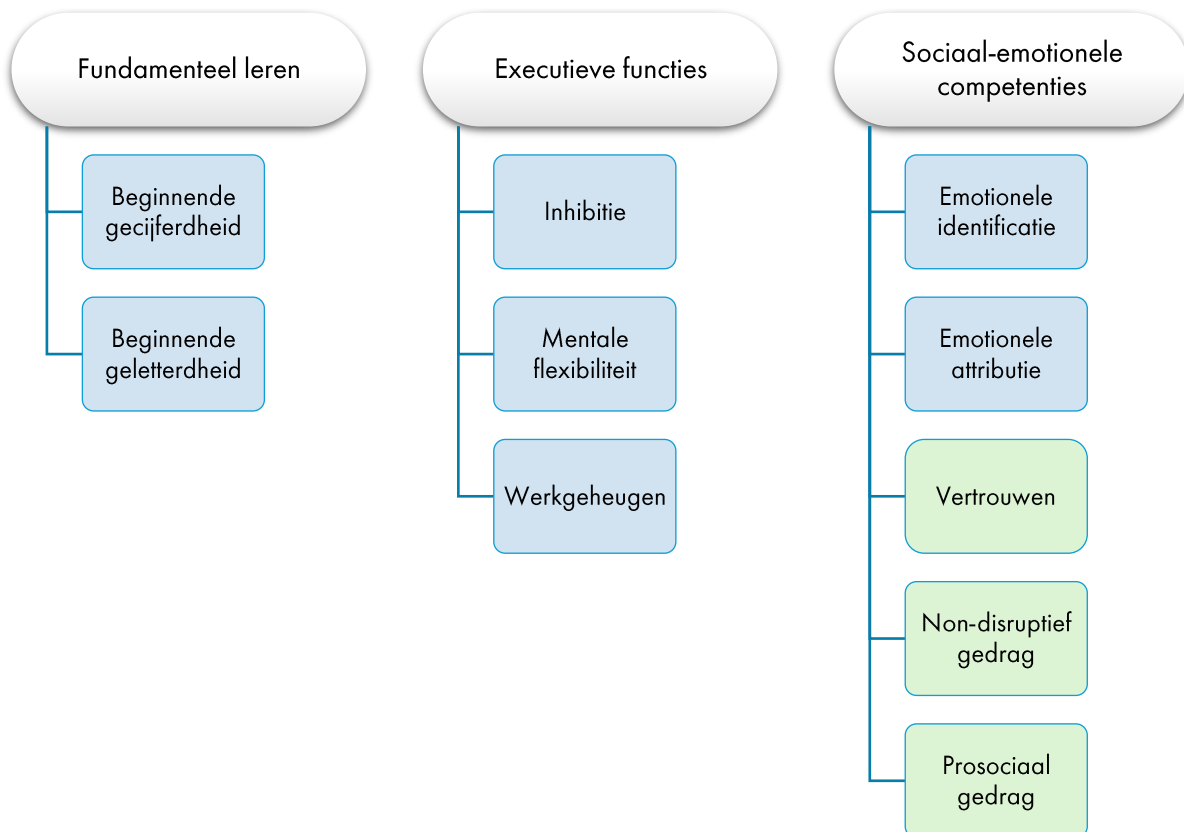 Fundamenteel leren
Beginnende
gecijferdheid
Beginnende
geletterdheid
Executieve functies
Inhibitie
Mentale
flexibiliteit
Werkgeheugen
Sociaal-emotionele
competenties
Emotionele
identificatie
Emotionele
attributie
Vertrouwen
Non-disruptief
gedrag
Prosociaal
gedrag